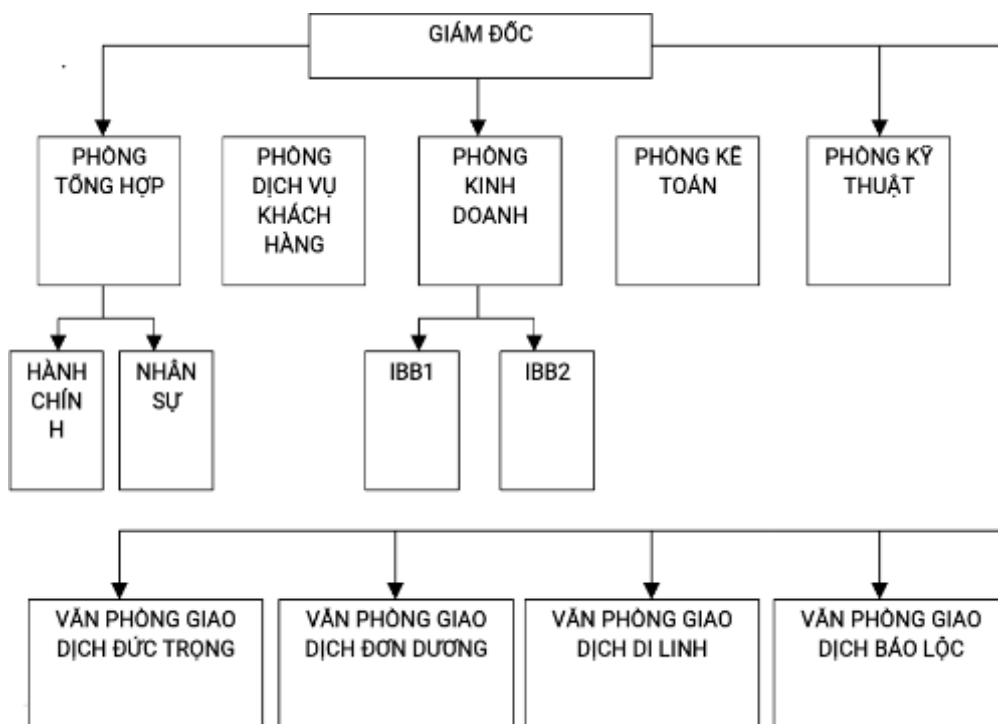 GIÁM ĐỐC
PHÒNG
TỔNG HỢP
PHÒNG
DỊCH VỤ
KHÁCH
HÀNG
PHÒNG
KINH
DOANH
PHÒNG KẾ
TOÁN
PHÒNG KỸ
THUẬT
HÀNH
CHÍN
H
NHÂN
SỰ
IBB1
IBB2
VĂN PHÒNG GIAO
DỊCH ĐỨC TRỌNG
VĂN PHÒNG GIAO
DỊCH ĐƠN DƯƠNG
VĂN PHÒNG GIAO
DỊCH DI LINH
VĂN PHÒNG GIAO
DỊCH BẢO LỘC